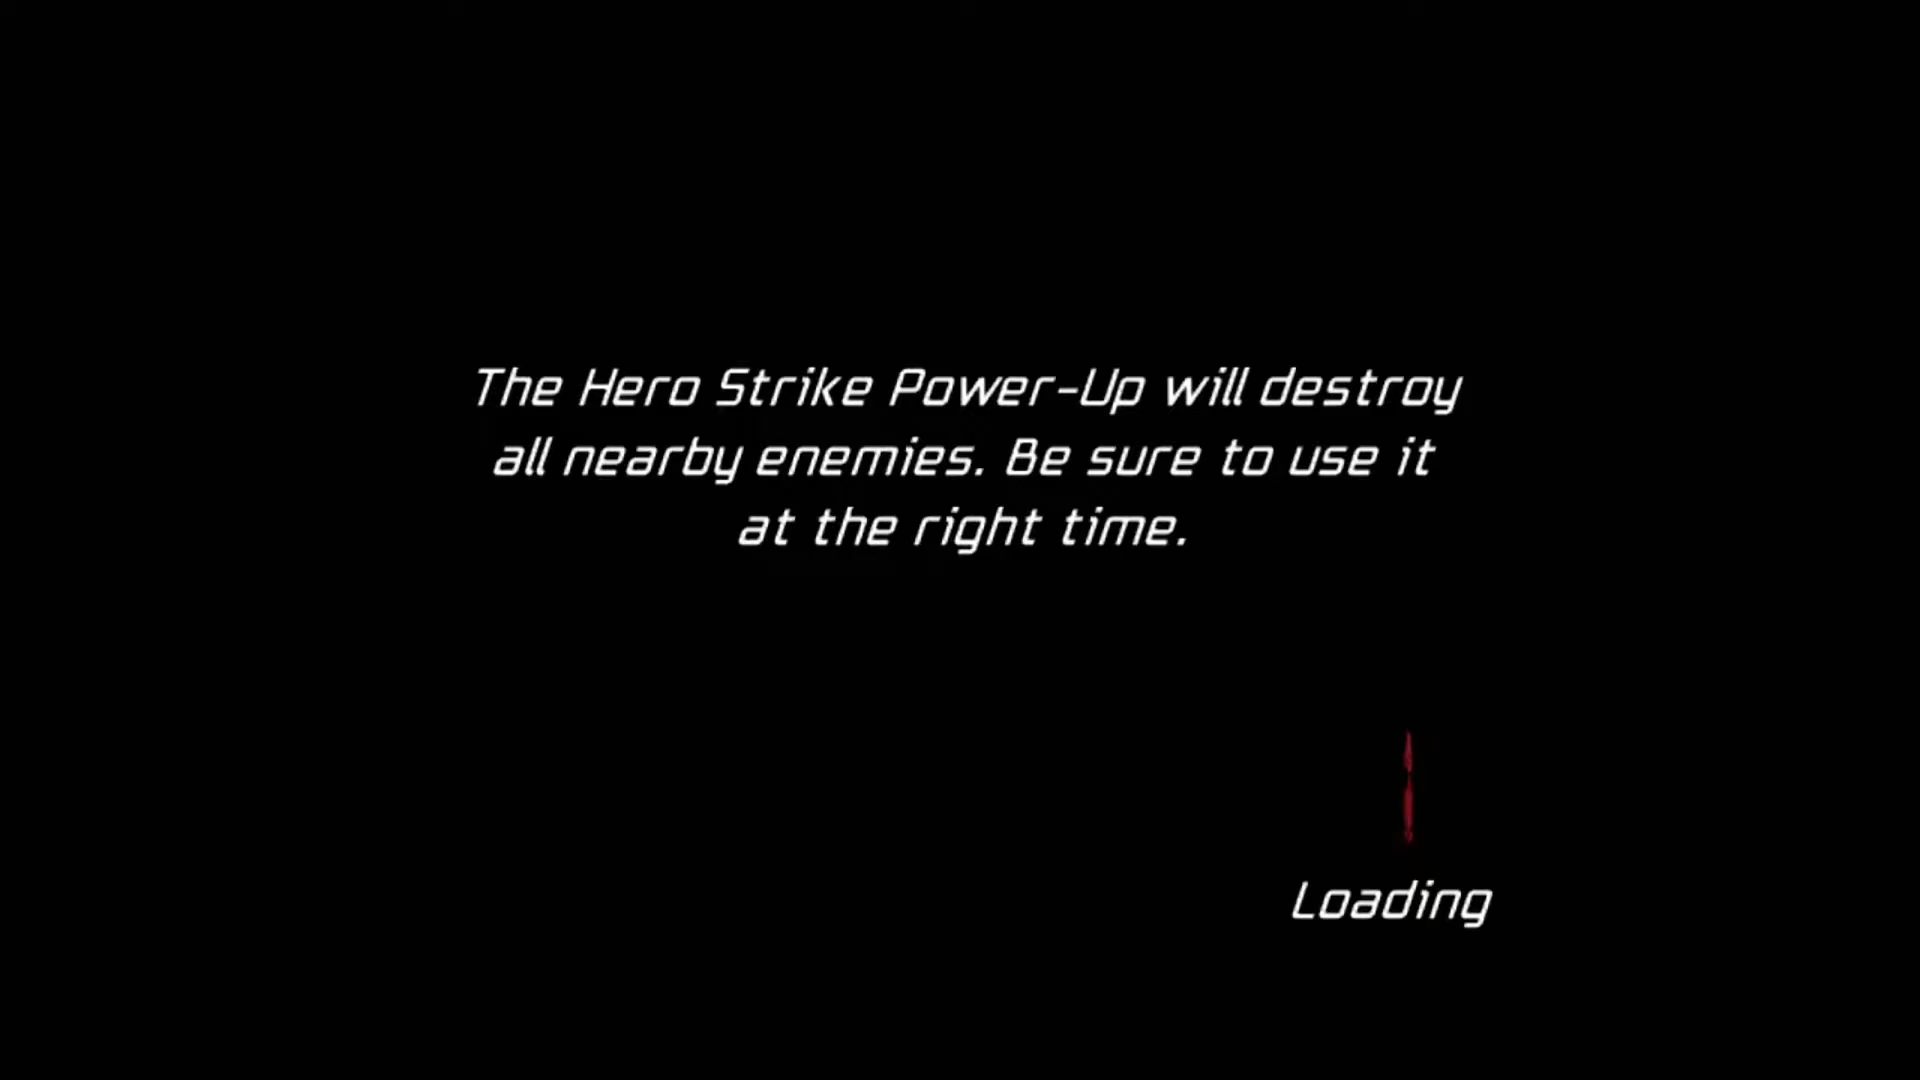 The Hero Strike Power-Up will destroy
all nearby enemies. Be sure to use it
at the right time.
Loading